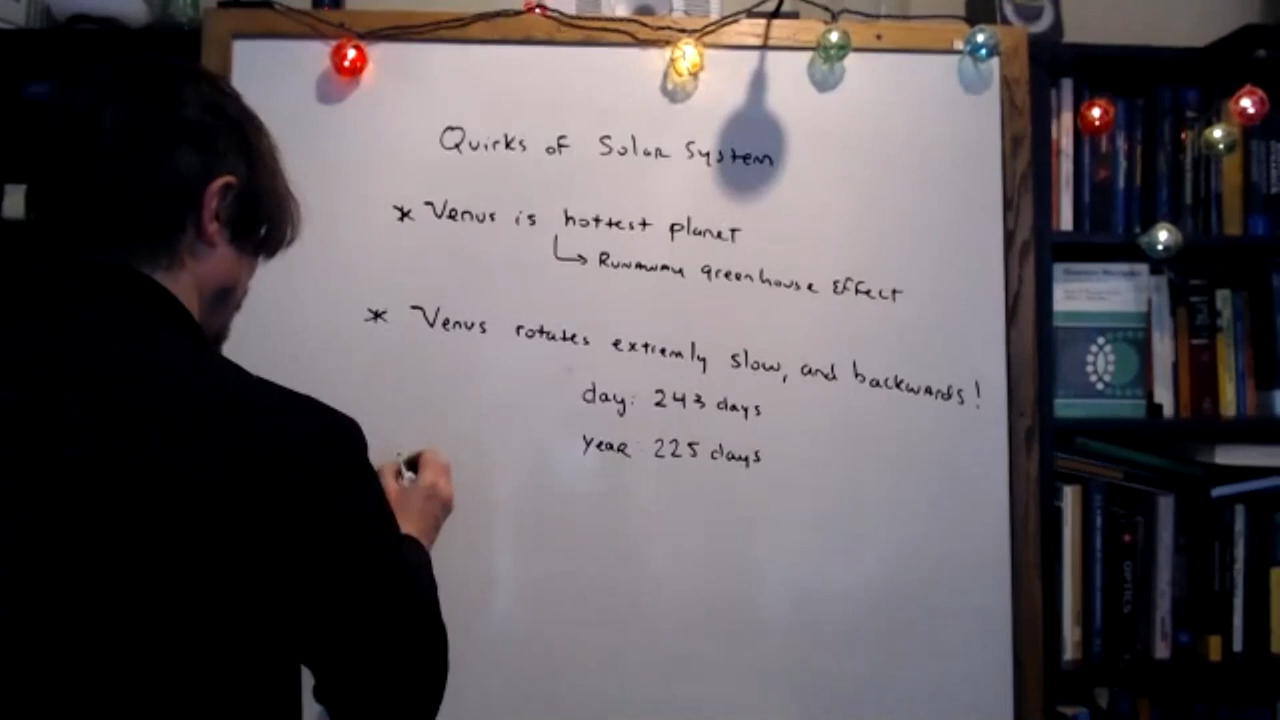 Quirks of Solar System
* Venus is hottest planet
↳ Runaway greenhouse Effect
* Venus rotates extremly slow, and backwards!
day: 243 days
year: 225 days
OPTICS